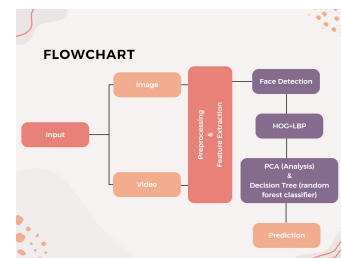 FLOWCHART
Input
Image
Video
Preprocessing
&
Feature Extraction
Face Detection
HOG+LBP
PCA (Analysis)
&
Decision Tree (random
forest classifier)
Prediction